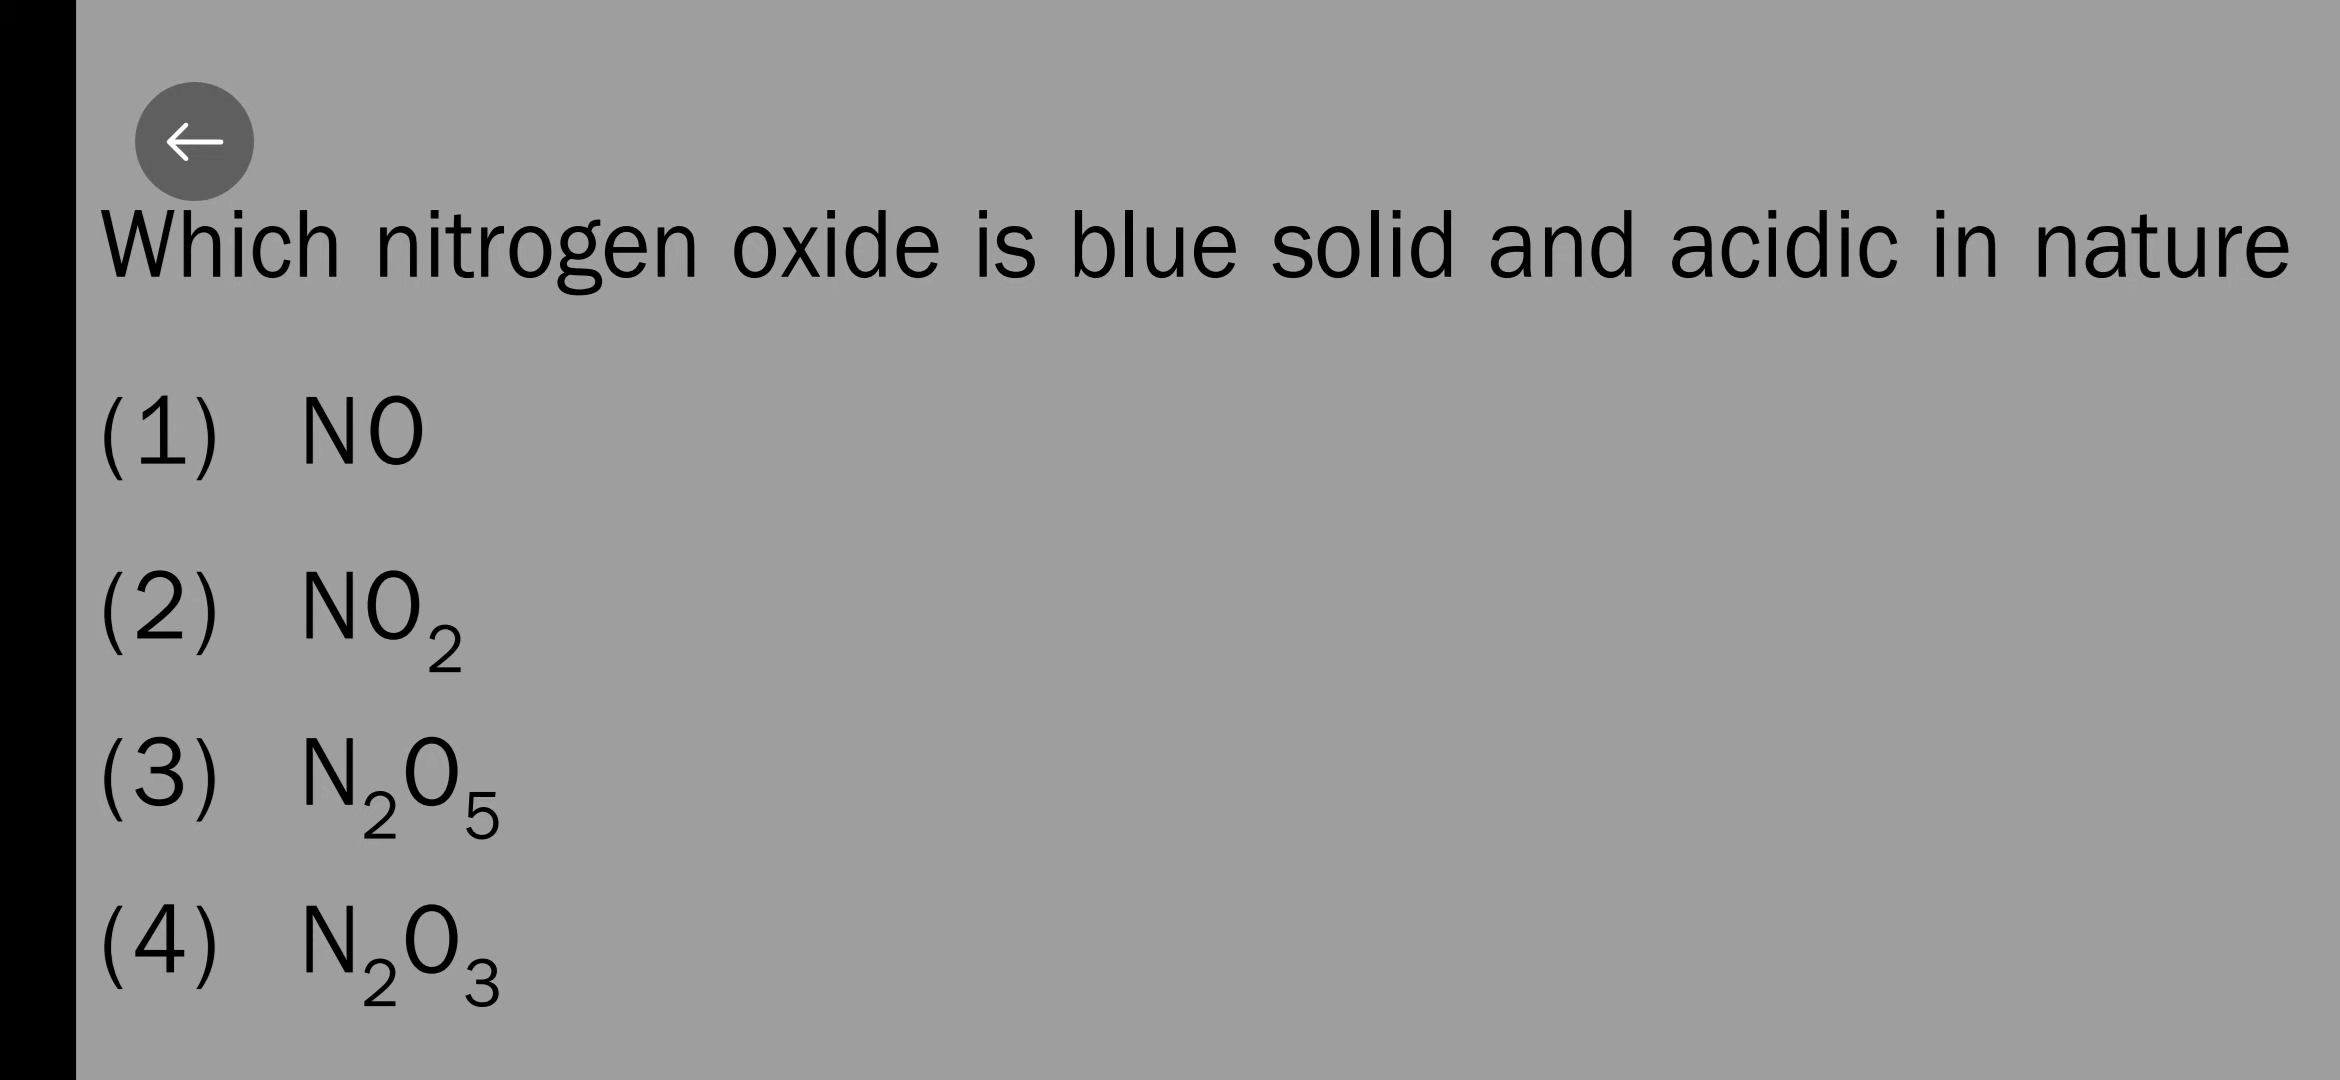 Which nitrogen oxide is blue solid and acidic in nature
(1) NO
(2) NO₂
(3) N₂O₅
(4) N₂O₃